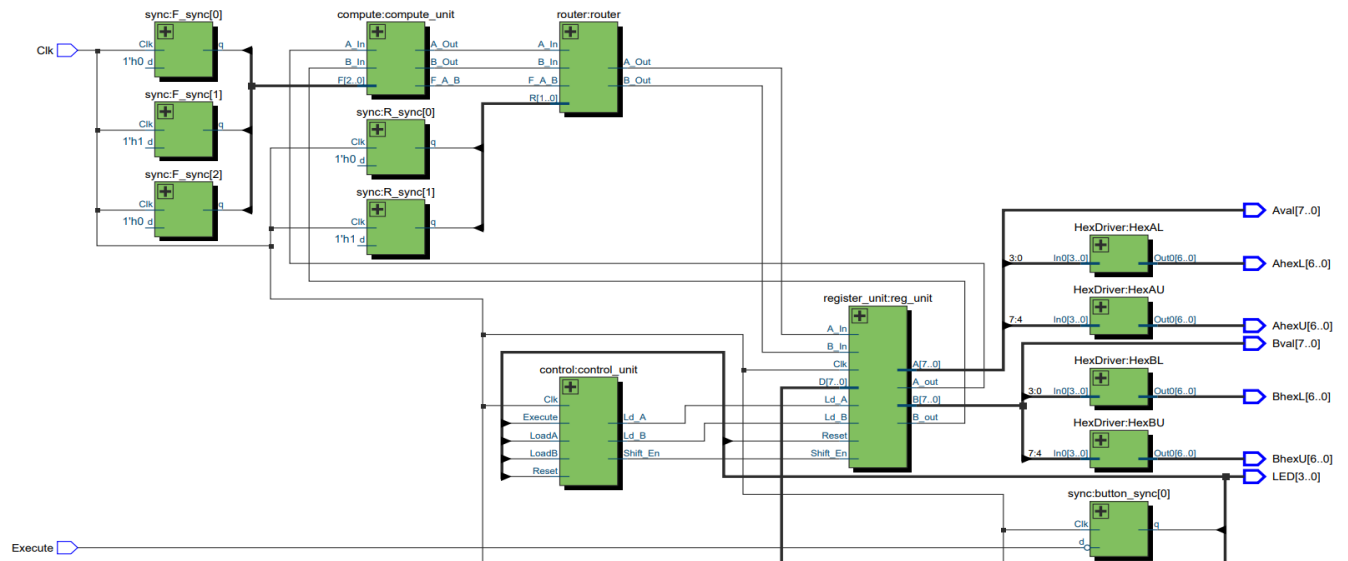 sync:F_sync[0]
compute:compute_unit
router:router
Clk
Clk
q
1'h0 d
A_In
A_Out
B_In
B_Out
F[2..0]
F_A_B
A_In
B_In
F_A_B
R[1..0]
A_Out
B_Out
sync:F_sync[1]
Clk
q
1'h1 d
sync:R_sync[0]
Clk
q
1'h0 d
sync:F_sync[2]
Clk
q
1'h0 d
sync:R_sync[1]
Clk
q
1'h1 d
Aval[7..0]
HexDriver:HexAL
3:0
In0[3..0]
Out0[6..0]
AhexL[6..0]
HexDriver:HexAU
7:4
In0[3..0]
Out0[6..0]
AhexU[6..0]
Bval[7..0]
register_unit:reg_unit
A_In
B_In
Clk
D[7..0]
Ld_A
Ld_B
Reset
Shift_En
A[7..0]
A_out
B[7..0]
B_out
HexDriver:HexBL
3:0
In0[3..0]
Out0[6..0]
BhexL[6..0]
control:control_unit
Clk
Execute
LoadA
LoadB
Reset
Ld_A
Ld_B
Shift_En
HexDriver:HexBU
7:4
In0[3..0]
Out0[6..0]
BhexU[6..0]
LED[3..0]
sync:button_sync[0]
Clk
q
d
Execute